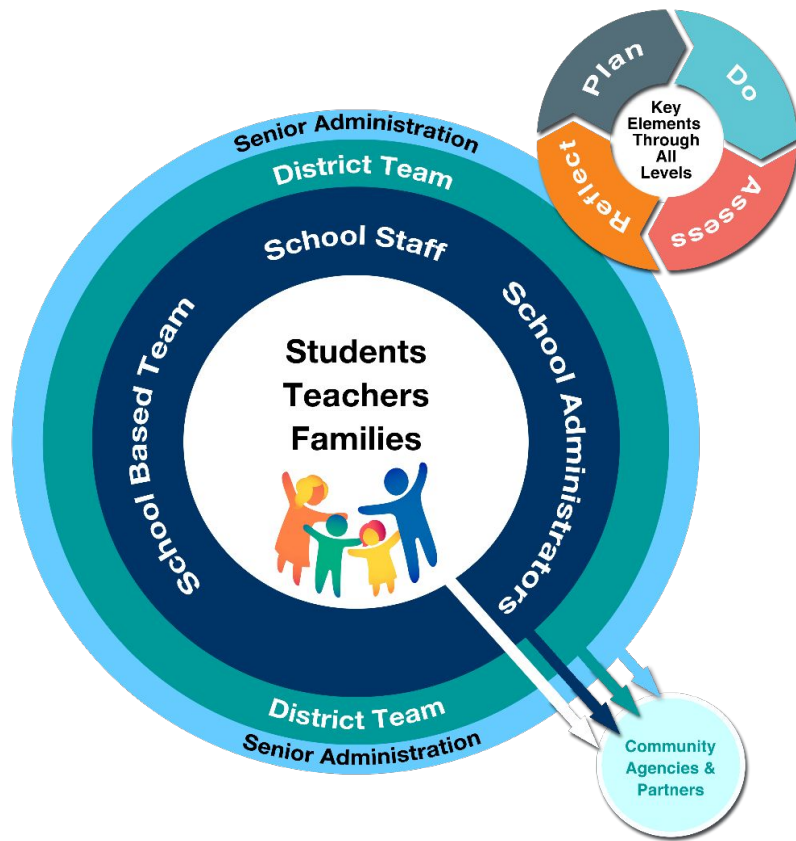 Plan
Do
Assess
Reflect
Key
Elements
Through
All
Levels
Senior Administration
District Team
School Staff
School Based Team
School Administrators
Students
Teachers
Families
District Team
Senior Administration
Community
Agencies &
Partners